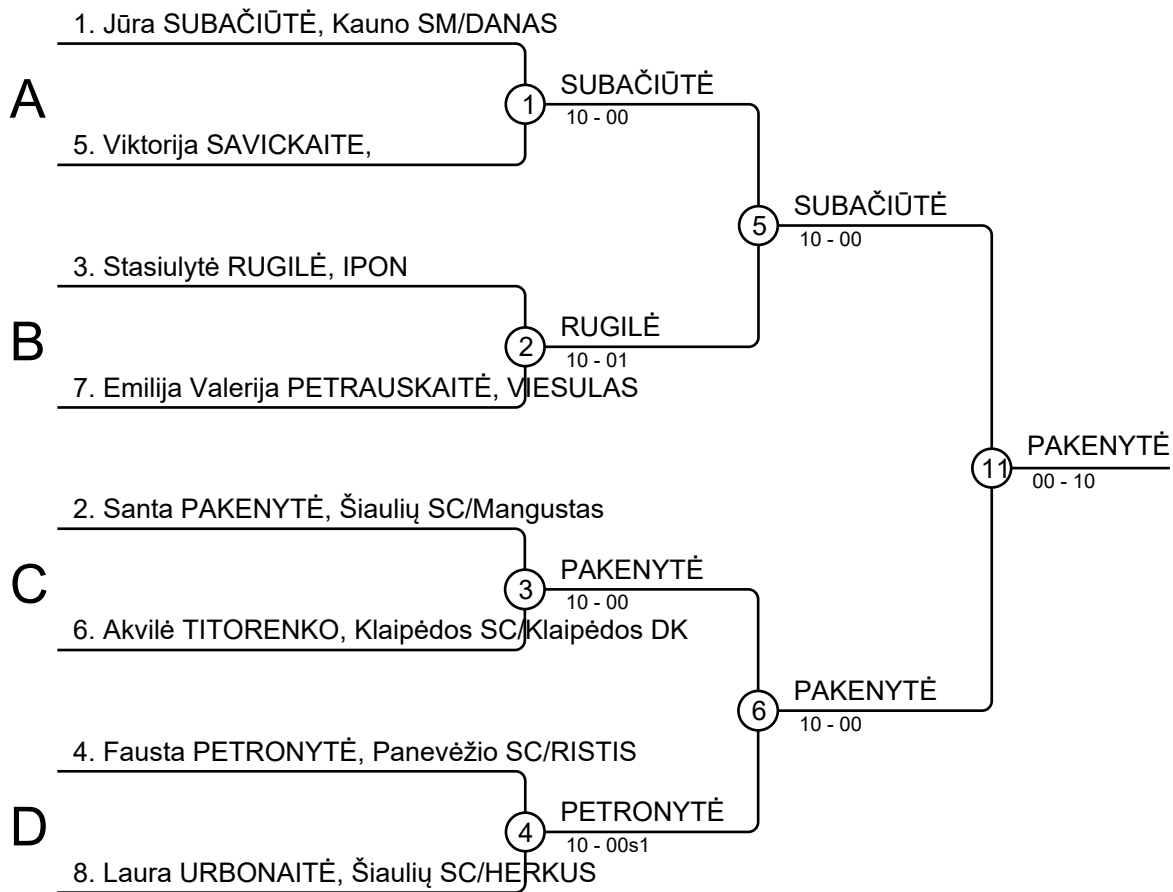 1. Jūra SUBAČIŪTĖ, Kauno SM/DANAS
A
1
SUBAČIŪTĖ
10 - 00
5. Viktorija SAVICKAITE,
5
SUBAČIŪTĖ
10 - 00
3. Stasiulytė RUGILĖ, IPON
B
2
RUGILĖ
10 - 01
7. Emilija Valerija PETRAUSKAITĖ, VIESULAS
11
PAKENYTĖ
00 - 10
2. Santa PAKENYTĖ, Šiaulių SC/Mangustas
C
3
PAKENYTĖ
10 - 00
6. Akvilė TITORENKO, Klaipėdos SC/Klaipėdos DK
6
PAKENYTĖ
10 - 00
4. Fausta PETRONYTĖ, Panevėžio SC/RISTIS
D
4
PETRONYTĖ
10 - 00s1
8. Laura URBONAITĖ, Šiaulių SC/HERKUS